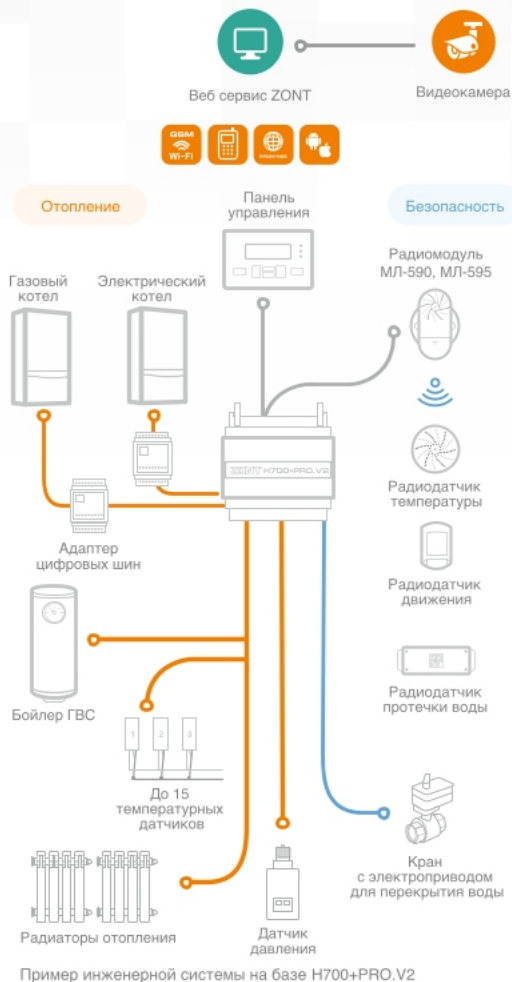 Веб сервис ZONT
Видеокамера
GSM
Wi-Fi
Отопление
Панель
управления
Безопасность
Радиомодуль
МЛ-590, МЛ-595
Газовый
котел
Электрический
котел
ZONT H700+PRO.V2
Радиодатчик
температуры
Адаптер
цифровых шин
Радиодатчик
движения
Бойлер ГВС
Радиодатчик
протечки воды
1 2 3
До 15
температурных
датчиков
Кран
с электроприводом
для перекрытия воды
Радиаторы отопления
Датчик
давления
Пример инженерной системы на базе H700+PRO.V2